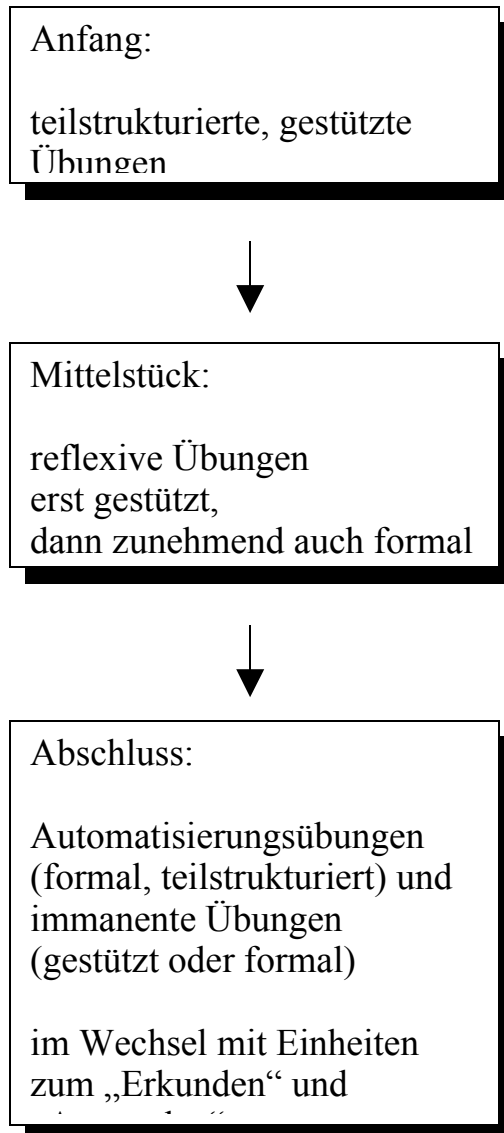 Anfang:
teilstrukturierte, gestützte
Übungen
Mittelstück:
reflexive Übungen
erst gestützt,
dann zunehmend auch formal
Abschluss:
Automatisierungsübungen
(formal, teilstrukturiert) und
immanente Übungen
(gestützt oder formal)
im Wechsel mit Einheiten
zum „Erkunden“ und